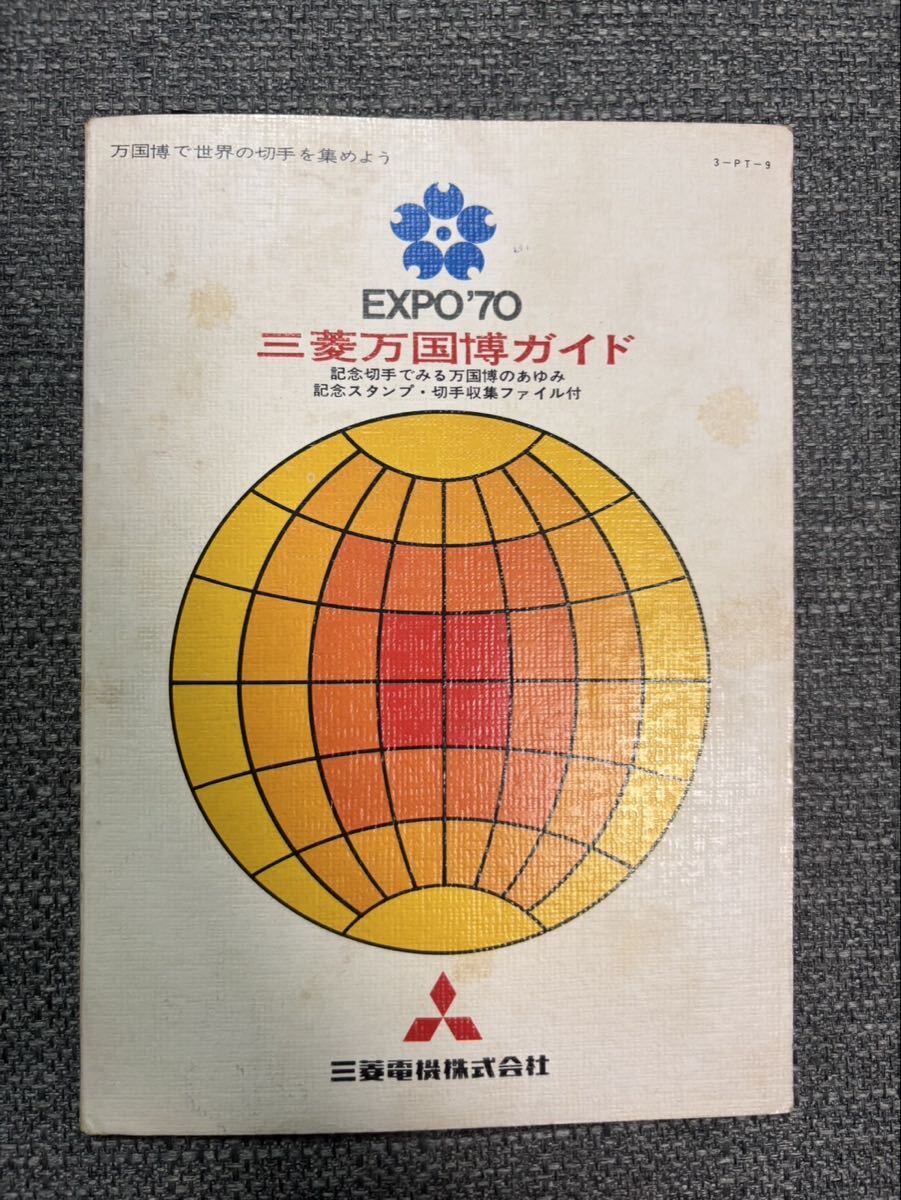 万国博で世界の切手を集めよう
3-PT-9
EXPO'70
三菱万国博ガイド
記念切手でみる万国博のあゆみ
記念スタンプ・切手収集ファイル付
三菱電機株式会社